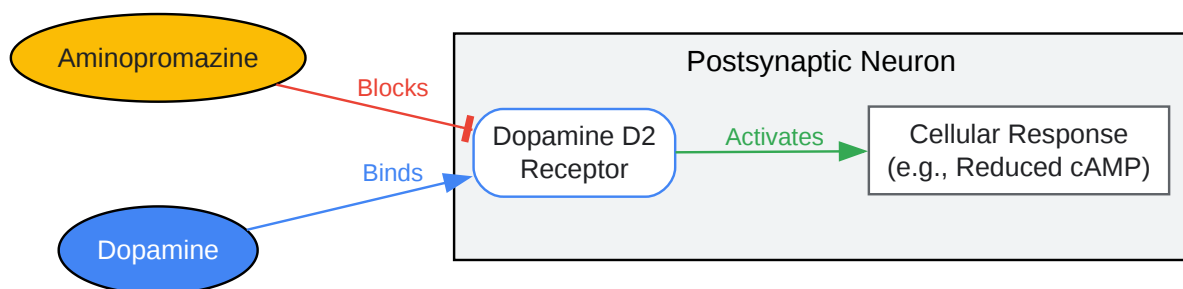 Aminopromazine
Blocks
Postsynaptic Neuron
Dopamine D2
Receptor
Activates
Cellular Response
(e.g., Reduced cAMP)
Binds
Dopamine